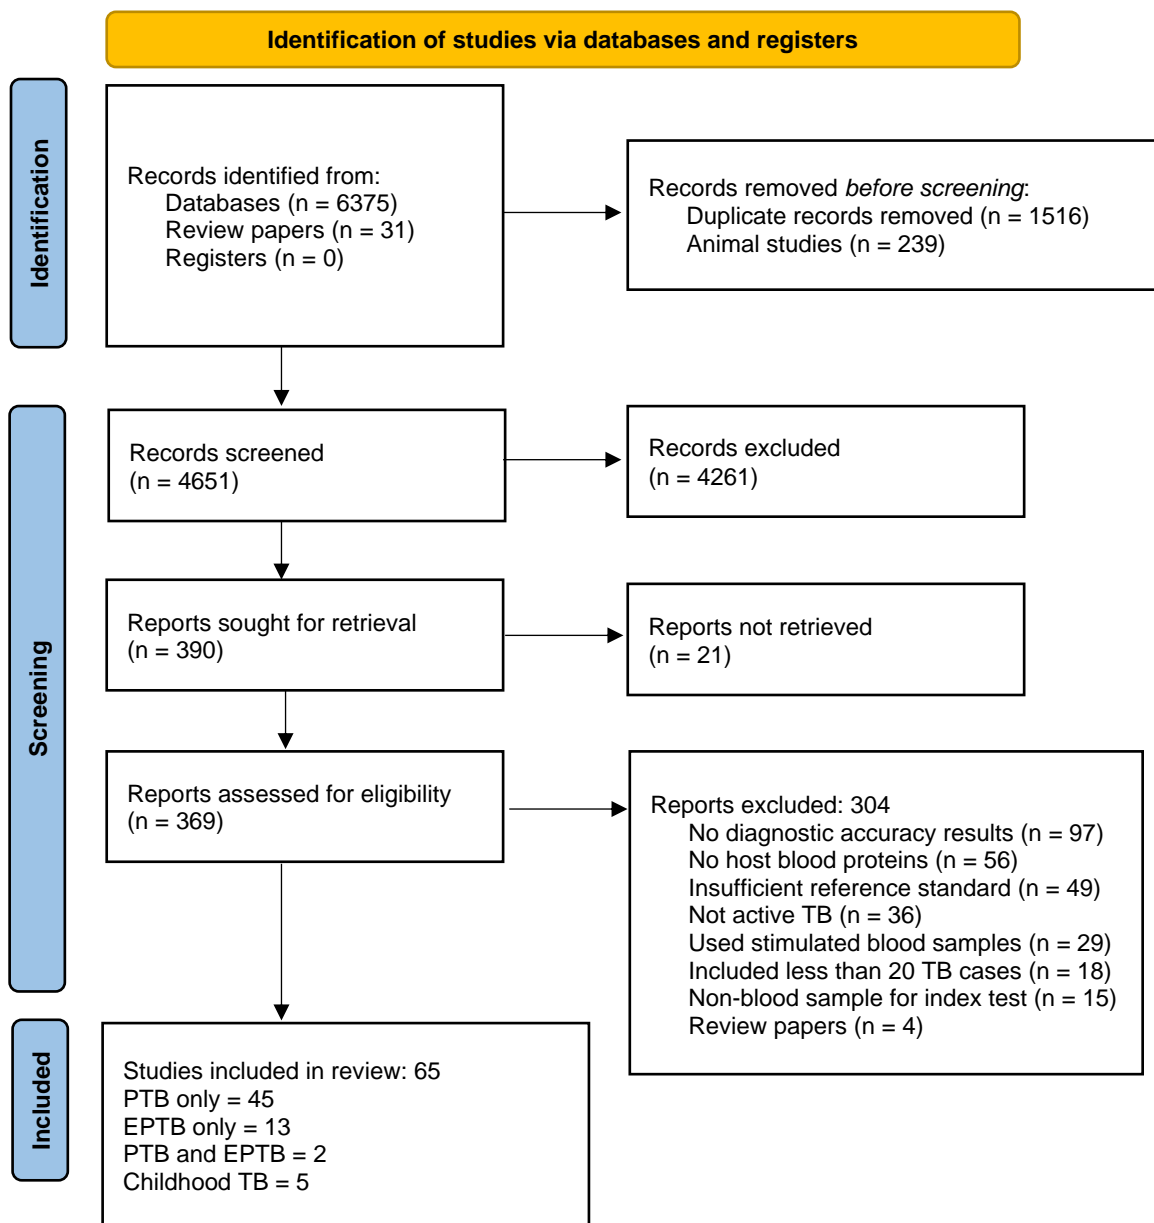 Identification of studies via databases and registers
Identification
Records identified from:
Databases (n = 6375)
Review papers (n = 31)
Registers (n = 0)
Records removed before screening:
Duplicate records removed (n = 1516)
Animal studies (n = 239)
Screening
Records screened
(n = 4651)
Records excluded
(n = 4261)
Reports sought for retrieval
(n = 390)
Reports not retrieved
(n = 21)
Reports assessed for eligibility
(n = 369)
Reports excluded: 304
No diagnostic accuracy results (n = 97)
No host blood proteins (n = 56)
Insufficient reference standard (n = 49)
Not active TB (n = 36)
Used stimulated blood samples (n = 29)
Included less than 20 TB cases (n = 18)
Non-blood sample for index test (n = 15)
Review papers (n = 4)
Included
Studies included in review: 65
PTB only = 45
EPTB only = 13
PTB and EPTB = 2
Childhood TB = 5